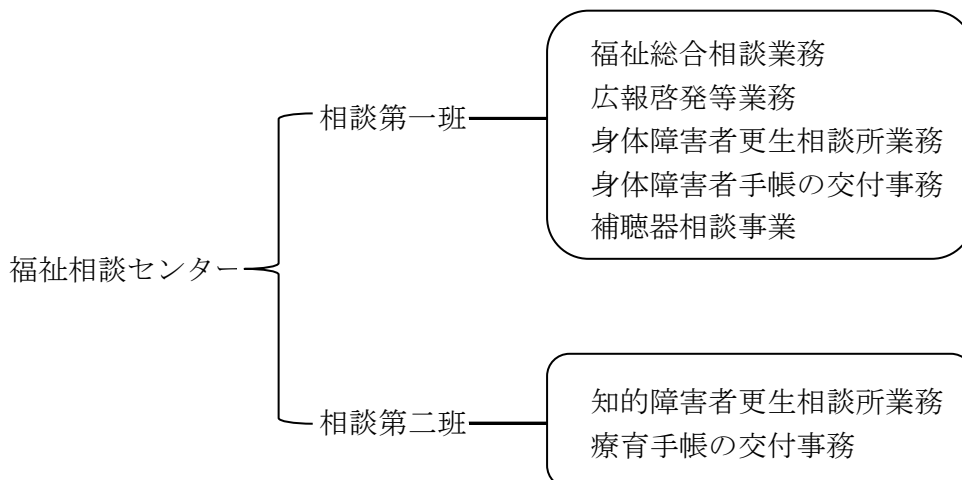 福祉総合相談業務
広報啓発等業務
相談第一班
身体障害者更生相談所業務
身体障害者手帳の交付事務
補聴器相談事業
福祉相談センター
相談第二班
知的障害者更生相談所業務
療育手帳の交付事務